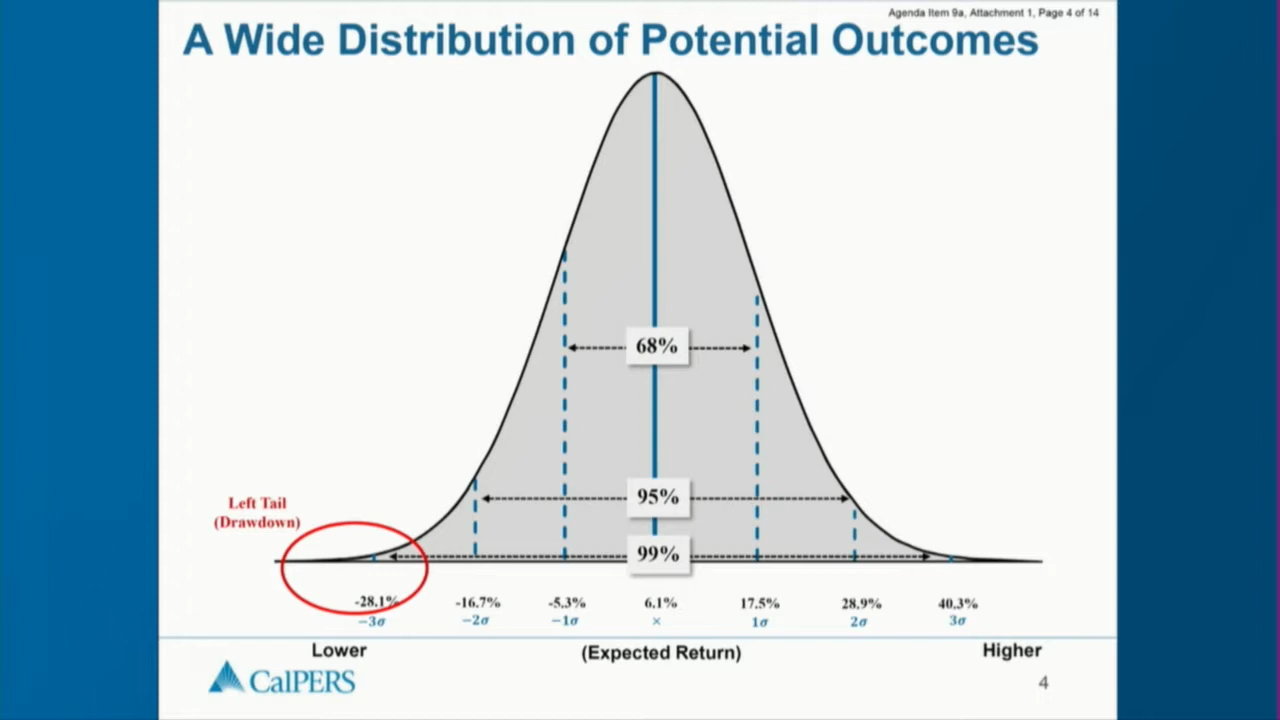 Agenda Item 9a, Attachment 1, Page 4 of 14
A Wide Distribution of Potential Outcomes
68%
95%
99%
Left Tail
(Drawdown)
-28.1% -16.7% -5.3% 6.1% 17.5% 28.9% 40.3%
−3σ −2σ −1σ × 1σ 2σ 3σ
Lower (Expected Return) Higher
CalPERS
4